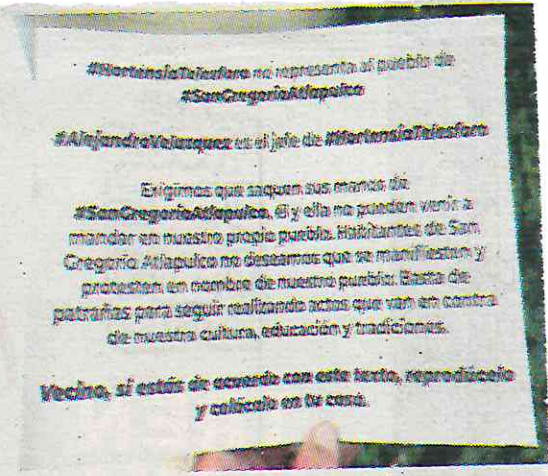 #HortensiaTelesforo no representa al pueblo de
#SanGregorioAtlapulco
#AlejandroVelazquez es el jefe de #HortensiaTelesforo
Exigimos que saquen sus manos de
#SanGregorioAtlapulco. Él y ella no pueden venir a
mandar en nuestro propio pueblo. Habitantes de San
Gregorio Atlapulco no deseamos que se manifiesten y
protesten en nombre de nuestro pueblo. Basta de
patrañas para seguir realizando actos que van en contra
de nuestra cultura, educación y tradiciones.
Vecino, si estás de acuerdo con este texto, reprodúcelo
y colócalo en tu casa.